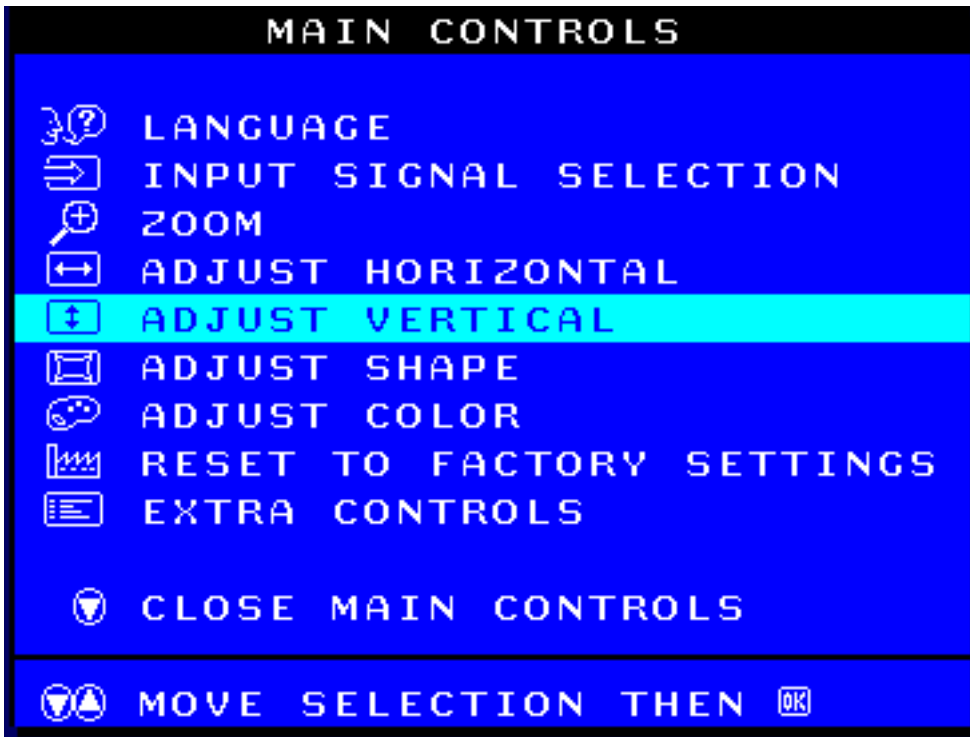 MAIN CONTROLS
LANGUAGE
INPUT SIGNAL SELECTION
ZOOM
ADJUST HORIZONTAL
ADJUST VERTICAL
ADJUST SHAPE
ADJUST COLOR
RESET TO FACTORY SETTINGS
EXTRA CONTROLS
CLOSE MAIN CONTROLS
MOVE SELECTION THEN OK